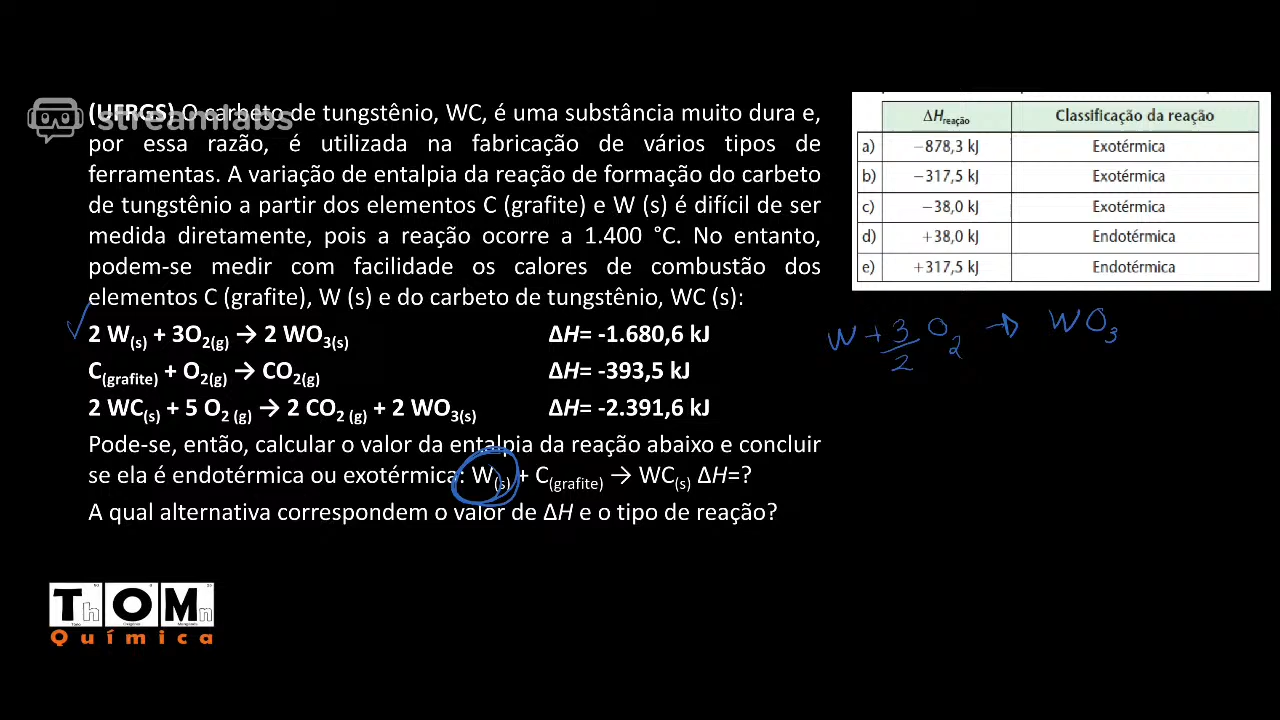 streamlabs
(UFRGS) O carbeto de tungstênio, WC, é uma substância muito dura e,
por essa razão, é utilizada na fabricação de vários tipos de
ferramentas. A variação de entalpia da reação de formação do carbeto
de tungstênio a partir dos elementos C (grafite) e W (s) é difícil de ser
medida diretamente, pois a reação ocorre a 1.400 °C. No entanto,
podem-se medir com facilidade os calores de combustão dos
elementos C (grafite), W (s) e do carbeto de tungstênio, WC (s):
2 W(s) + 3O2(g) → 2 WO3(s) ΔH= -1.680,6 kJ
C(grafite) + O2(g) → CO2(g) ΔH= -393,5 kJ
2 WC(s) + 5 O2 (g) → 2 CO2 (g) + 2 WO3(s) ΔH= -2.391,6 kJ
Pode-se, então, calcular o valor da entalpia da reação abaixo e concluir
se ela é endotérmica ou exotérmica: W(s) + C(grafite) → WC(s) ΔH=?
A qual alternativa correspondem o valor de ΔH e o tipo de reação?
ΔHreação Classificação da reação
a) −878,3 kJ Exotérmica
b) −317,5 kJ Exotérmica
c) −38,0 kJ Exotérmica
d) +38,0 kJ Endotérmica
e) +317,5 kJ Endotérmica
W + 3/2 O2 → WO3
Th O Mn
Química